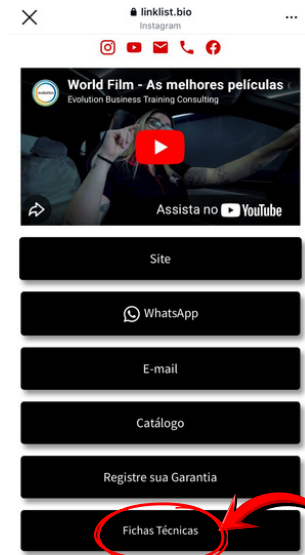 linklist.bio
Instagram
World Film - As melhores películas
Evolution Business Training Consulting
Assista no YouTube
Site
WhatsApp
E-mail
Catálogo
Registre sua Garantia
Fichas Técnicas